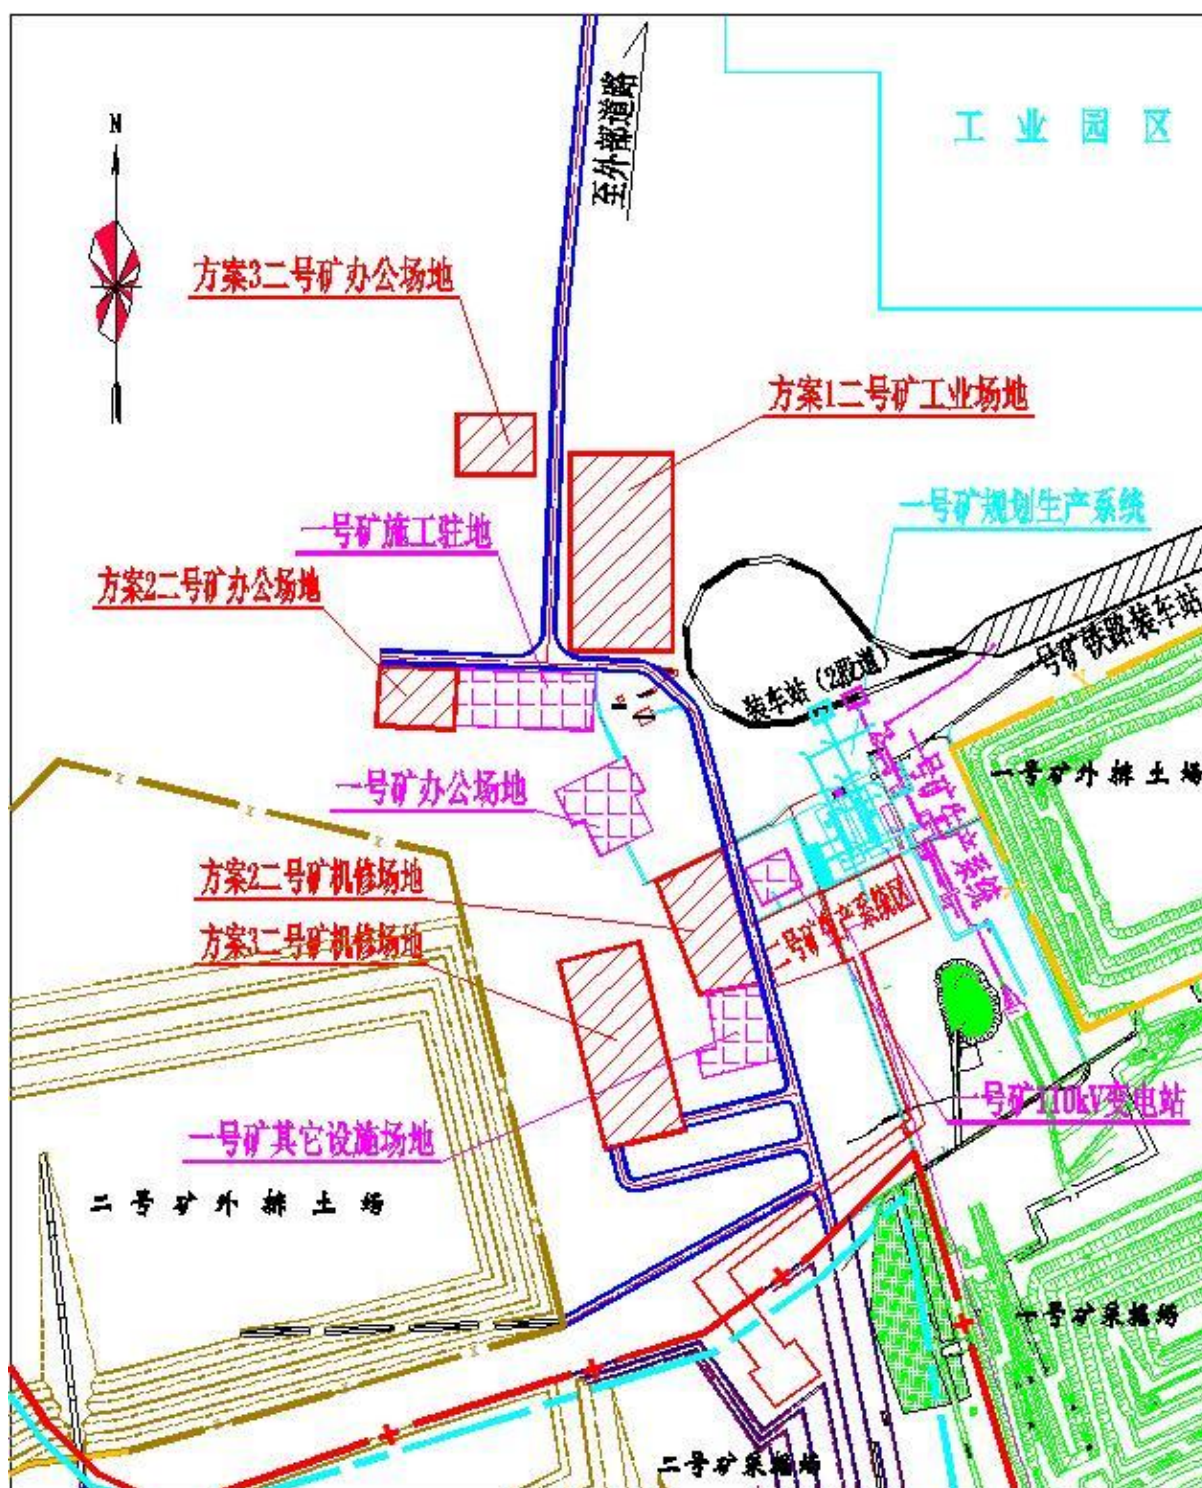 N
至外部道路
工业园区
方案3二号矿办公场地
方案1二号矿工业场地
一号矿规划生产系统
一号矿施工驻地
方案2二号矿办公场地
装车站（2股道）
一号矿铁路装车站
一号矿外排土场
一号矿生产系统
一号矿办公场地
方案2二号矿机修场地
方案3二号矿机修场地
二号矿生产系统区
一号矿110kV变电站
一号矿其它设施场地
二号矿外排土场
一号矿采掘场
二号矿采掘场